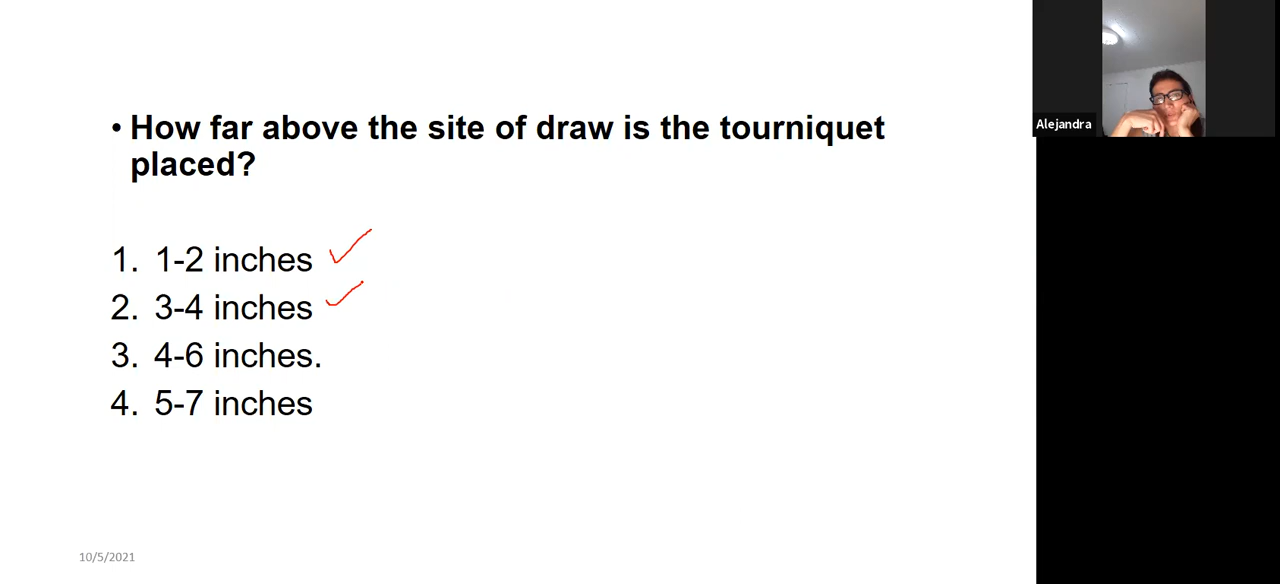 • How far above the site of draw is the tourniquet
placed?
1. 1-2 inches
2. 3-4 inches
3. 4-6 inches.
4. 5-7 inches
10/5/2021
Alejandra